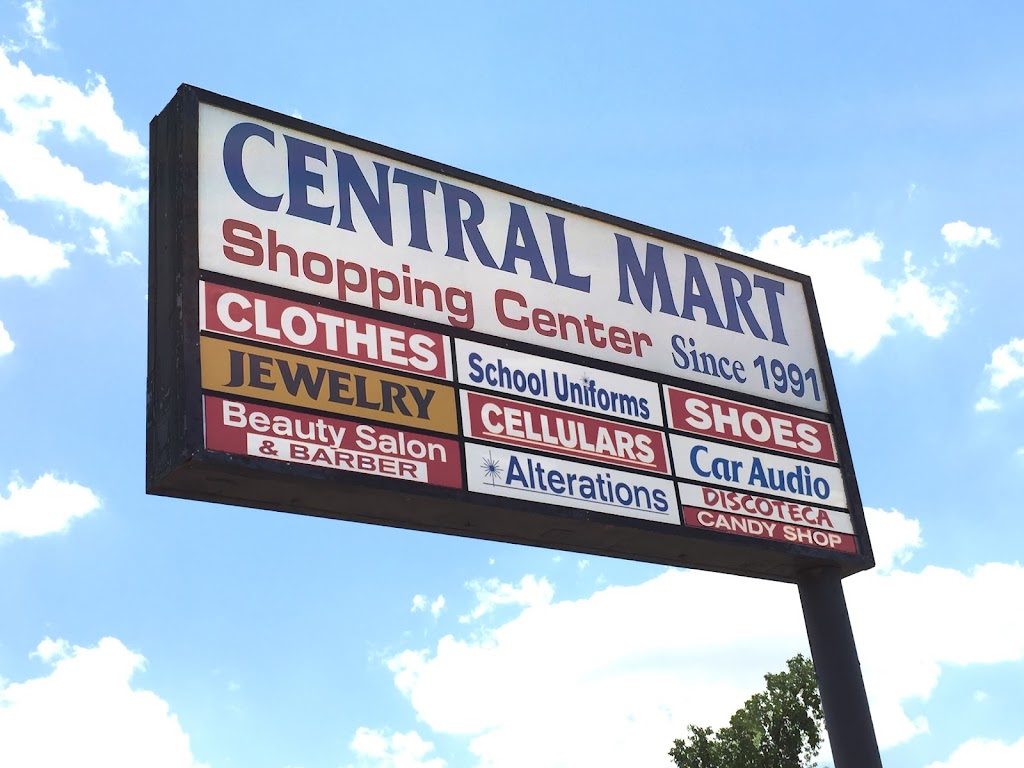 CENTRAL MART
Shopping Center
Since 1991
CLOTHES
JEWELRY
Beauty Salon
& BARBER
School Uniforms
CELLULARS
Alterations
SHOES
Car Audio
DISCOTECA
CANDY SHOP